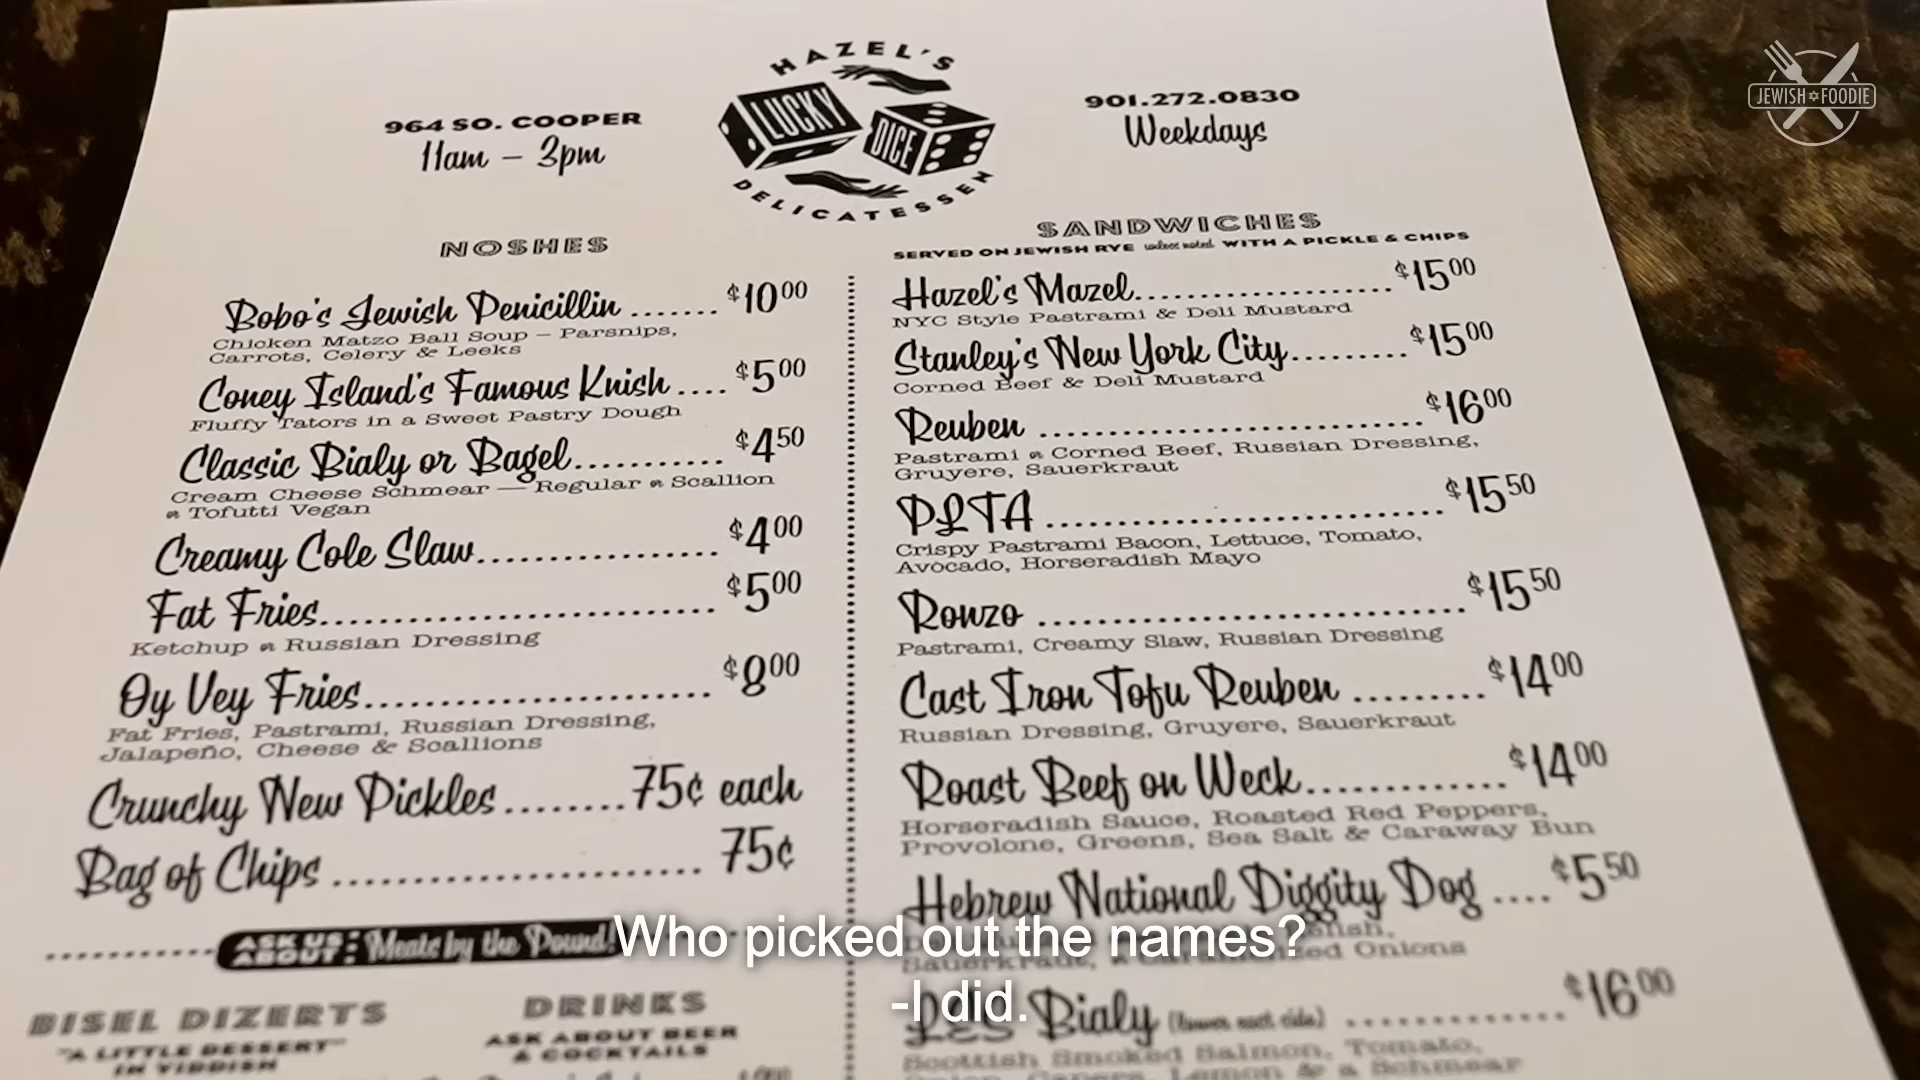 HAZEL'S
LUCKY
DICE
DELICATESSEN
964 SO. COOPER
11am – 3pm
901.272.0830
Weekdays
JEWISH FOODIE
NOSHES
Bobo's Jewish Penicillin ....... $10.00
Chicken Matzo Ball Soup – Parsnips,
Carrots, Celery & Leeks
Coney Island's Famous Knish .... $5.00
Fluffy Tators in a Sweet Pastry Dough
Classic Bialy or Bagel........... $4.50
Cream Cheese Schmear — Regular or Scallion
or Tofutti Vegan
Creamy Cole Slaw.................. $4.00
Fat Fries............................. $5.00
Ketchup or Russian Dressing
Oy Vey Fries......................... $8.00
Fat Fries, Pastrami, Russian Dressing,
Jalapeño, Cheese & Scallions
Crunchy New Pickles........75¢ each
Bag of Chips ........................ 75¢
ASK US ABOUT: Meats by the Pound!
BISEL DIZERTS
"A LITTLE DESSERT"
IN YIDDISH
DRINKS
ASK ABOUT BEER
& COCKTAILS
SANDWICHES
SERVED ON JEWISH RYE unless noted WITH A PICKLE & CHIPS
Hazel's Mazel........................ $15.00
NYC Style Pastrami & Deli Mustard
Stanley's New York City......... $15.00
Corned Beef & Deli Mustard
Reuben ............................... $16.00
Pastrami or Corned Beef, Russian Dressing,
Gruyere, Sauerkraut
PLTA ................................ $15.50
Crispy Pastrami Bacon, Lettuce, Tomato,
Avocado, Horseradish Mayo
Ronzo ................................ $15.50
Pastrami, Creamy Slaw, Russian Dressing
Cast Iron Tofu Reuben ......... $14.00
Russian Dressing, Gruyere, Sauerkraut
Roast Beef on Weck............. $14.00
Horseradish Sauce, Roasted Red Peppers,
Provolone, Greens, Sea Salt & Caraway Bun
Hebrew National Diggity Dog .... $5.50
Sauerkraut, Onions
LES Bialy (lower east side) .............. $16.00
Scottish Smoked Salmon, Tomato,
Onion, Capers, Lemon & a Schmear
Who picked out the names?
-I did.